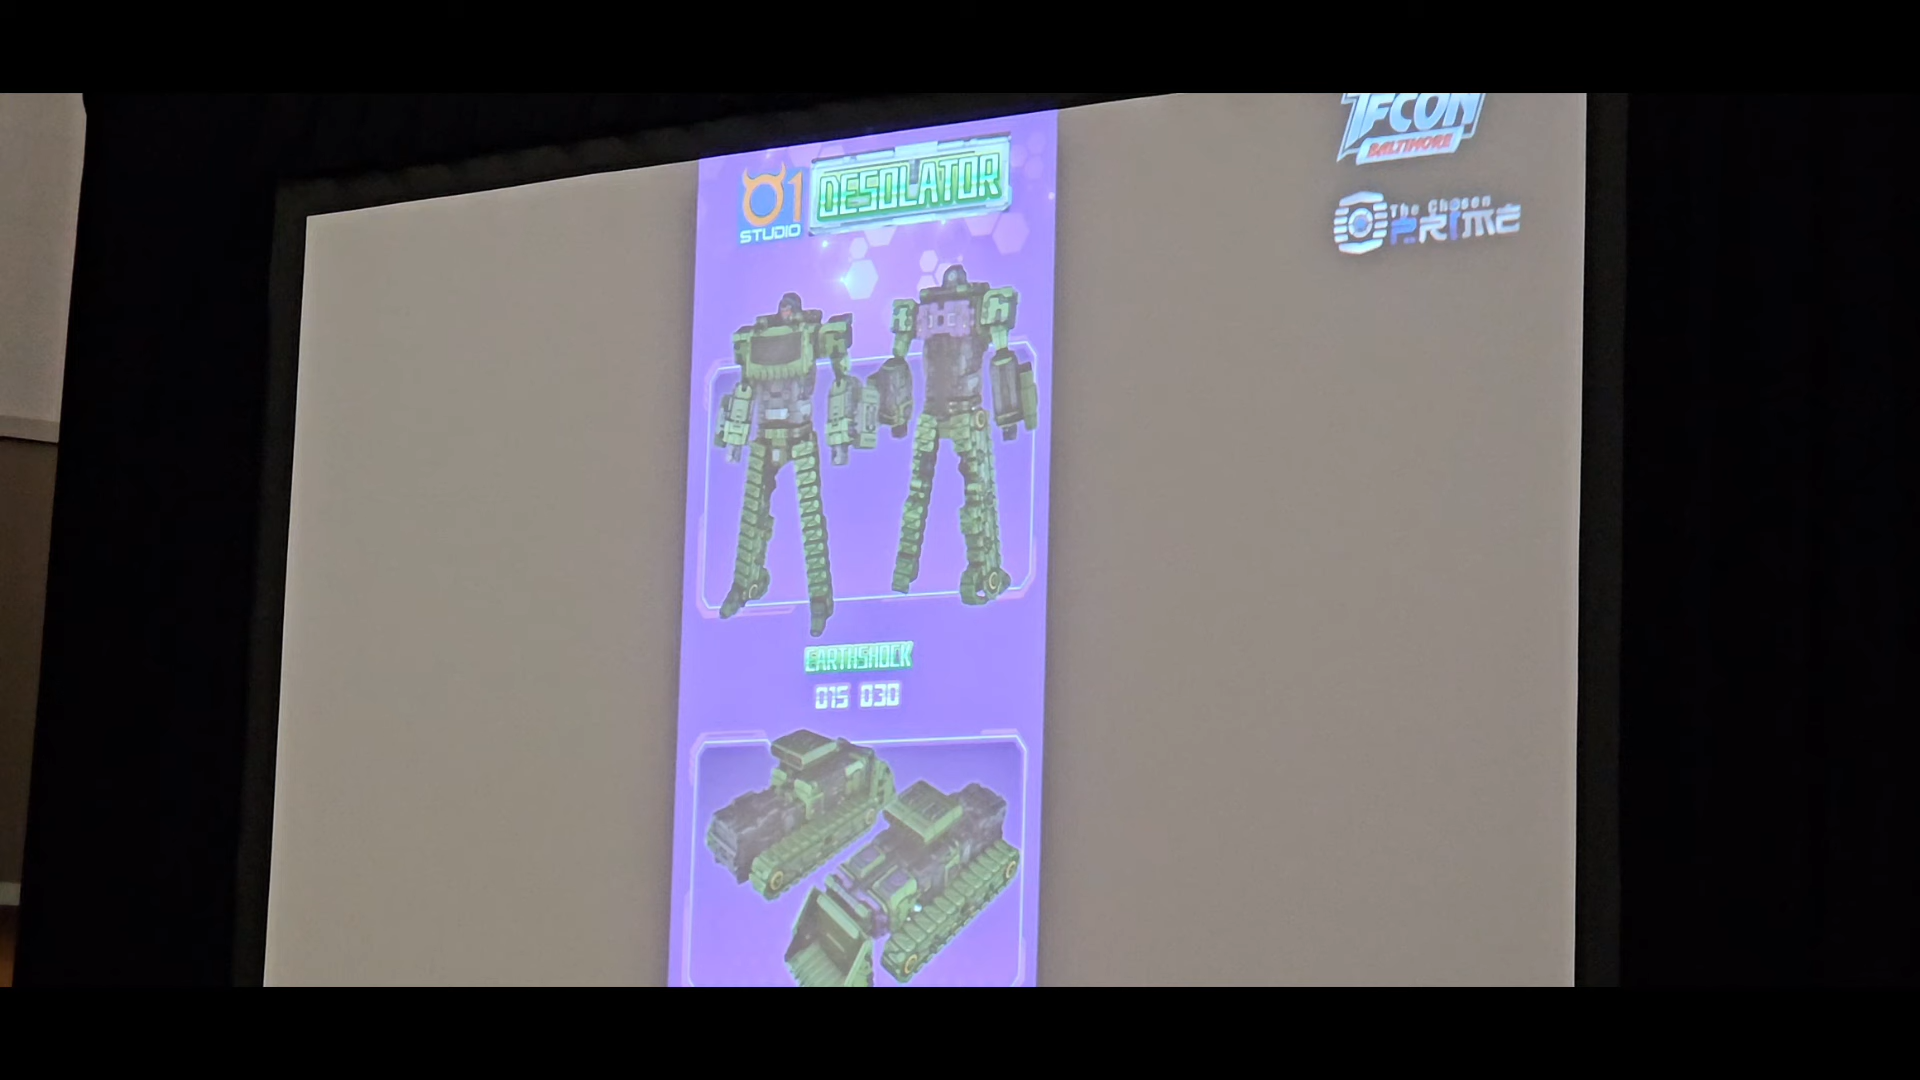 TFCON
BALTIMORE
01
STUDIO
DESOLATOR
The Chosen
PRIME
EARTHSHOCK
015 030